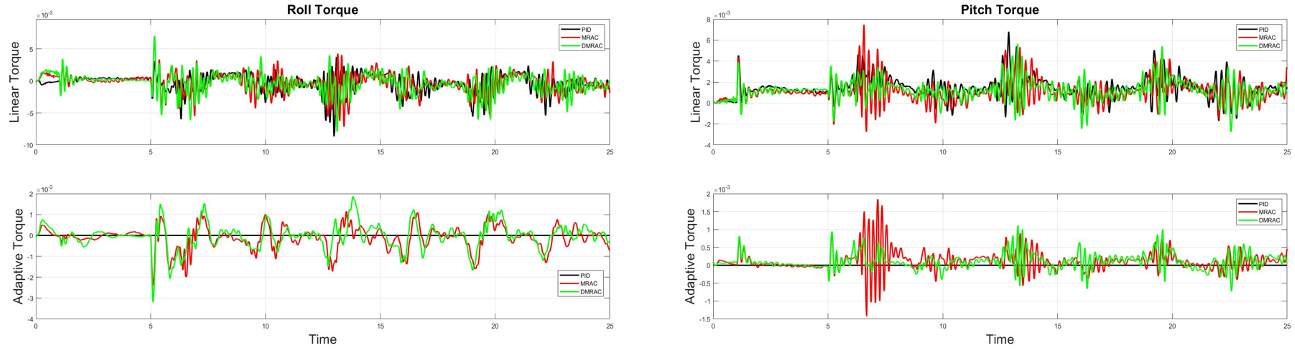 Roll Torque
×10⁻³
Linear Torque
5
0
-5
-10
0 5 10 15 20 25
PID
MRAC
DMRAC
×10⁻³
Adaptive Torque
2
1
0
-1
-2
-3
-4
0 5 10 15 20 25
PID
MRAC
DMRAC
Time
Pitch Torque
×10⁻³
Linear Torque
8
6
4
2
0
-2
-4
0 5 10 15 20 25
PID
MRAC
DMRAC
×10⁻³
Adaptive Torque
2
1.5
1
0.5
0
-0.5
-1
-1.5
0 5 10 15 20 25
PID
MRAC
DMRAC
Time